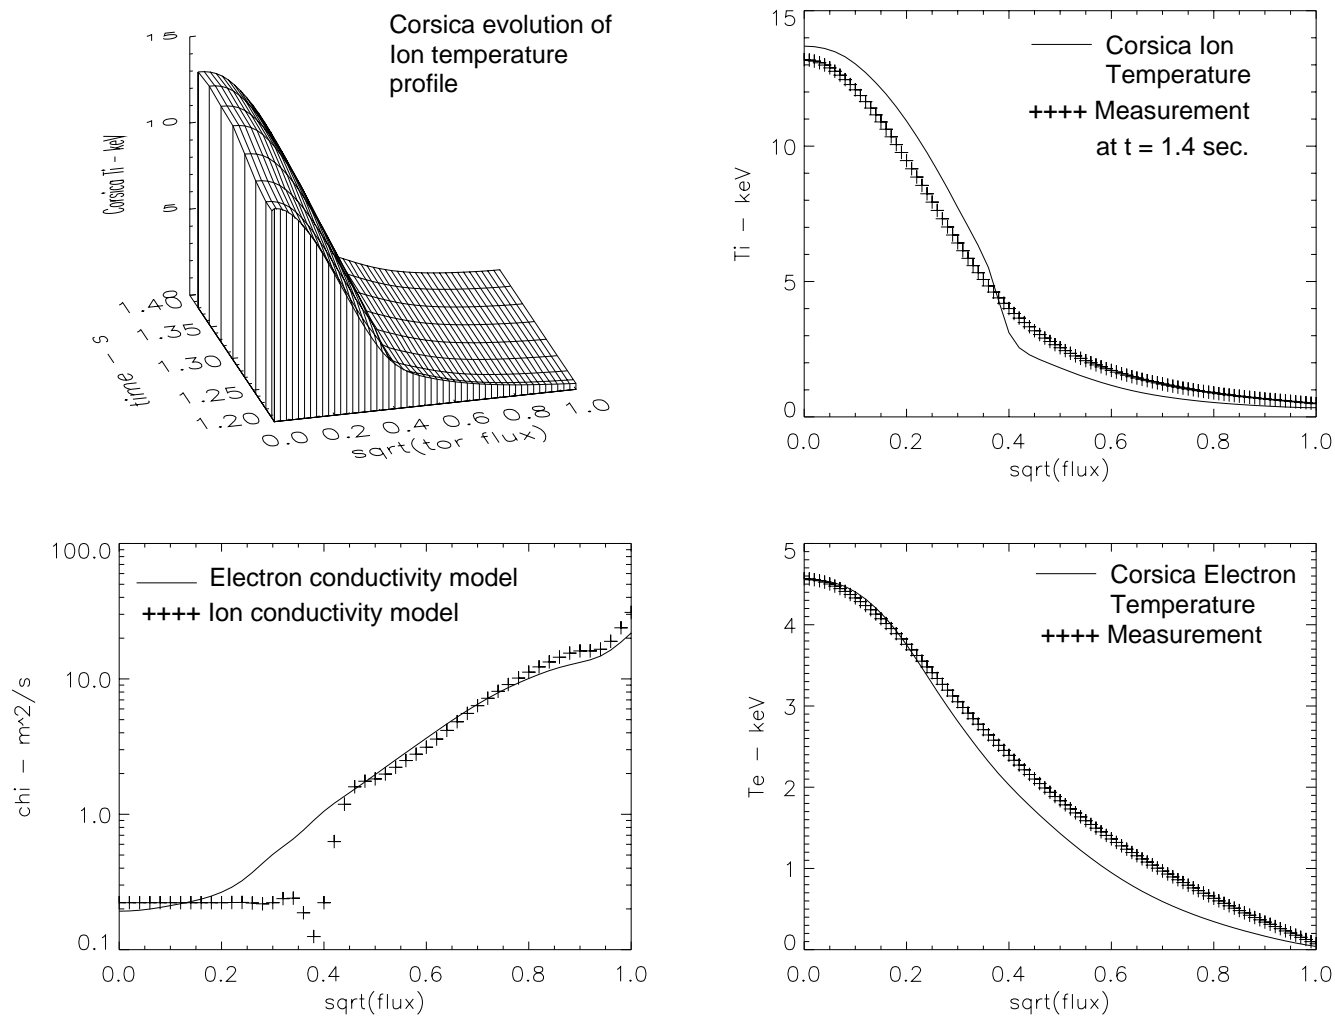 Corsica evolution of
Ion temperature
profile
15
10
5
0
Corsica Ti - keV
1.40
1.35
1.30
1.25
1.20
time - s
0.0 0.2 0.4 0.6 0.8 1.0
sqrt(tor flux)
Corsica Ion
Temperature
++++ Measurement
at t = 1.4 sec.
15
10
5
0
Ti - keV
0.0 0.2 0.4 0.6 0.8 1.0
sqrt(flux)
Electron conductivity model
++++ Ion conductivity model
100.0
10.0
1.0
0.1
chi - m^2/s
0.0 0.2 0.4 0.6 0.8 1.0
sqrt(flux)
Corsica Electron
Temperature
++++ Measurement
5
4
3
2
1
0
Te - keV
0.0 0.2 0.4 0.6 0.8 1.0
sqrt(flux)